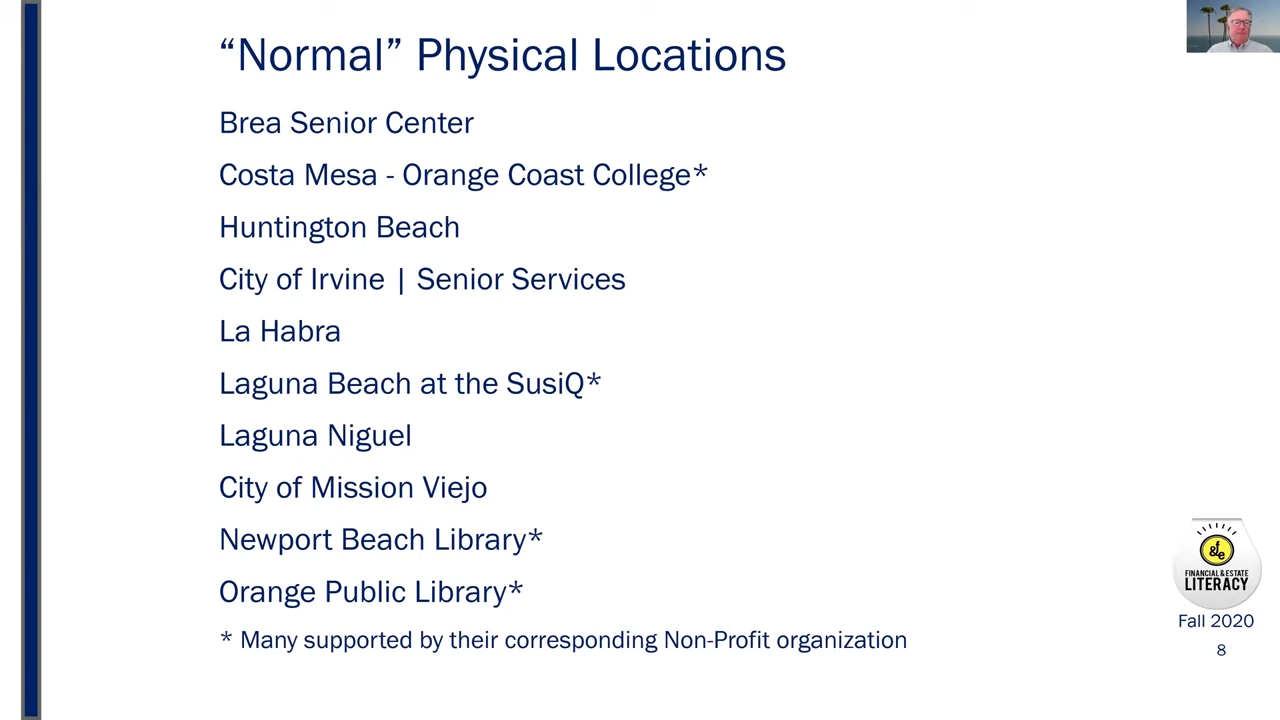 “Normal” Physical Locations
Brea Senior Center
Costa Mesa - Orange Coast College*
Huntington Beach
City of Irvine | Senior Services
La Habra
Laguna Beach at the SusiQ*
Laguna Niguel
City of Mission Viejo
Newport Beach Library*
Orange Public Library*
* Many supported by their corresponding Non-Profit organization
f
&e
FINANCIAL & ESTATE
LITERACY
Fall 2020
8